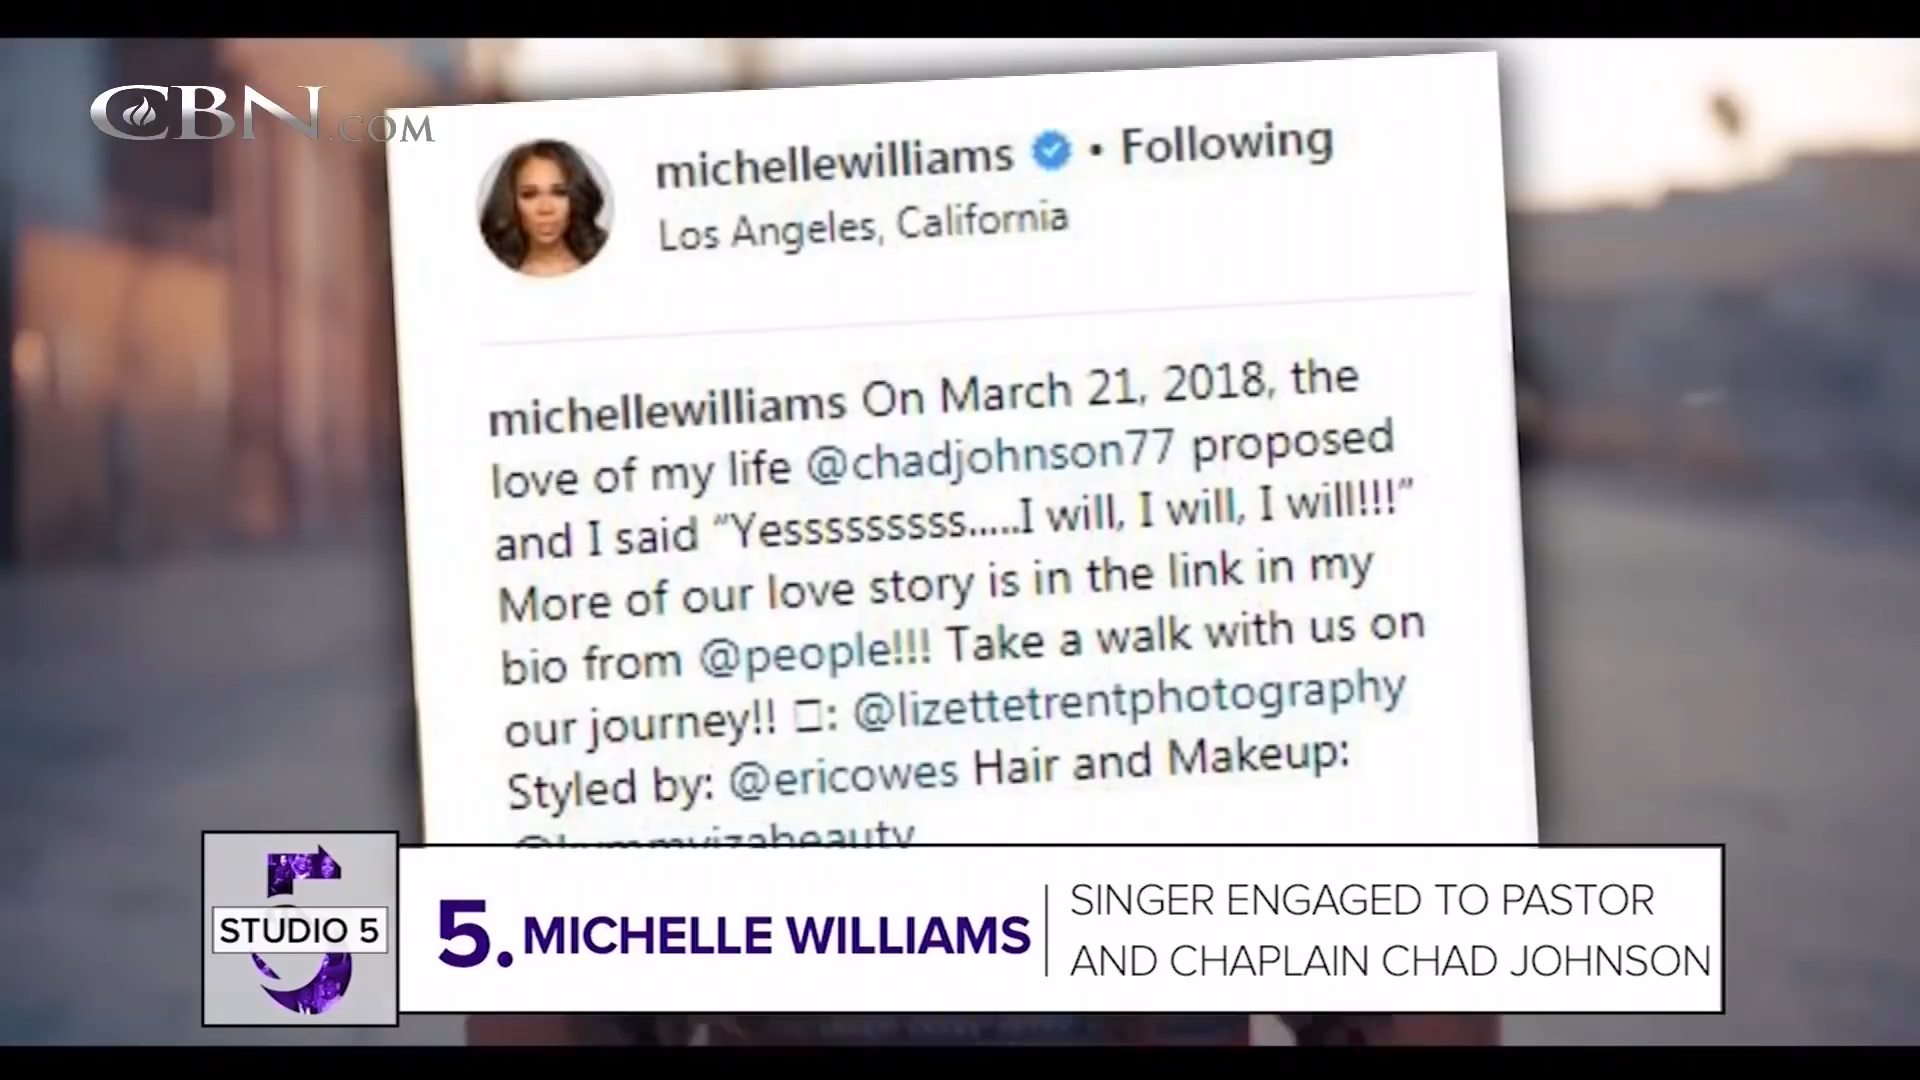 CBN.COM
michellewilliams • Following
Los Angeles, California
michellewilliams On March 21, 2018, the
love of my life @chadjohnson77 proposed
and I said “Yesssssssss.....I will, I will, I will!!!”
More of our love story is in the link in my
bio from @people!!! Take a walk with us on
our journey!! □: @lizettetrentphotography
Styled by: @ericowes Hair and Makeup:
STUDIO 5
5. MICHELLE WILLIAMS
SINGER ENGAGED TO PASTOR
AND CHAPLAIN CHAD JOHNSON